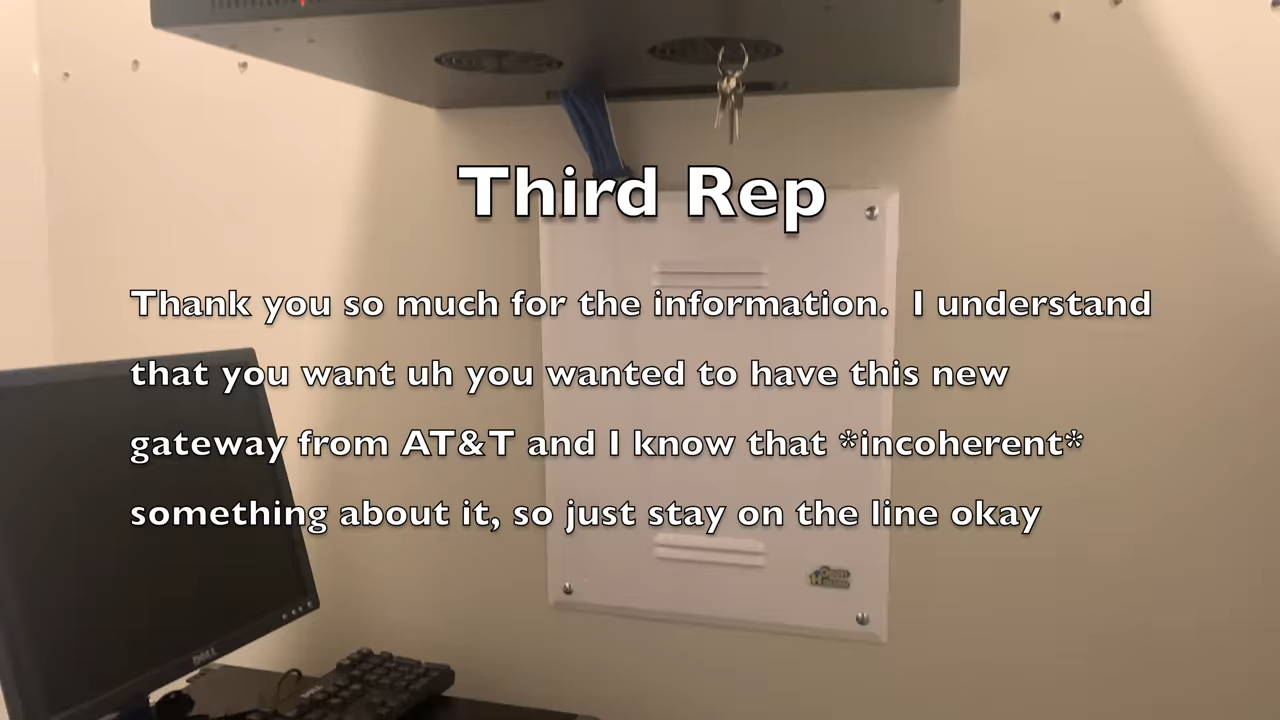 Third Rep
Thank you so much for the information.  I understand
that you want uh you wanted to have this new
gateway from AT&T and I know that *incoherent*
something about it, so just stay on the line okay
DELL